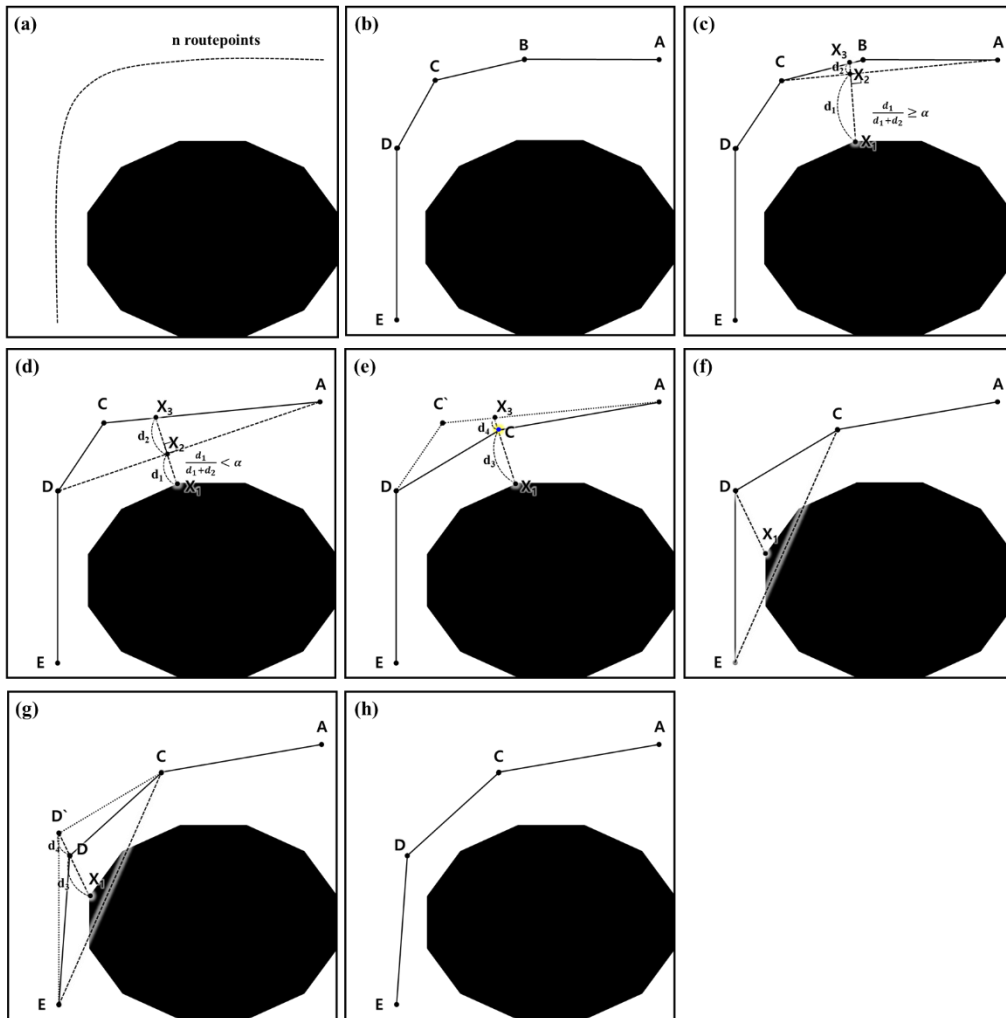 (a)
n routepoints
(b)
A
B
C
D
E
(c)
A
B
X₃
C
d₂
X₂
d₁
d₁/(d₁+d₂) ≥ α
X₁
D
E
(d)
A
C
X₃
d₂
X₂
d₁/(d₁+d₂) < α
d₁
D
X₁
E
(e)
A
C`
X₃
d₄
C
d₃
D
X₁
E
(f)
A
C
D
X₁
E
(g)
A
C
D`
D
d₄
X₁
d₃
E
(h)
A
C
D
E